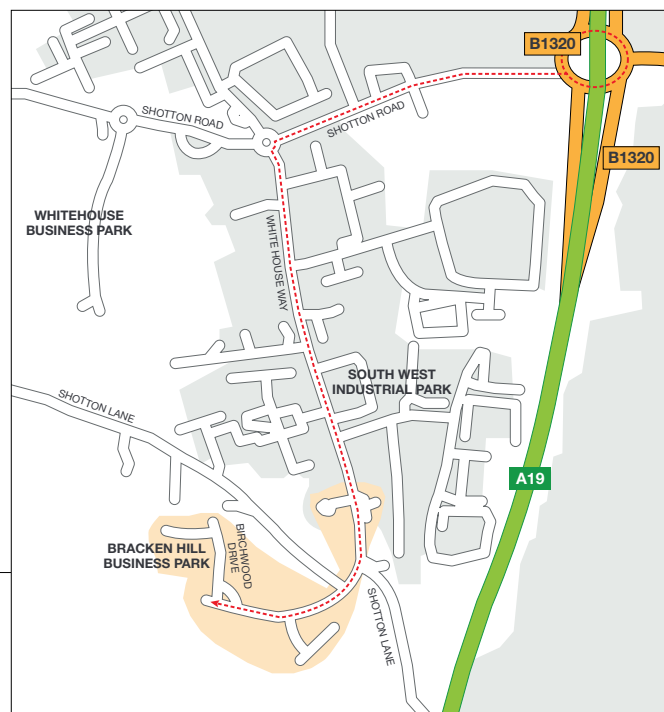 B1320
SHOTTON ROAD
SHOTTON ROAD
B1320
WHITEHOUSE
BUSINESS PARK
WHITE HOUSE WAY
SOUTH WEST
INDUSTRIAL PARK
SHOTTON LANE
A19
BRACKEN HILL
BUSINESS PARK
BIRCHWOOD
DRIVE
SHOTTON LANE